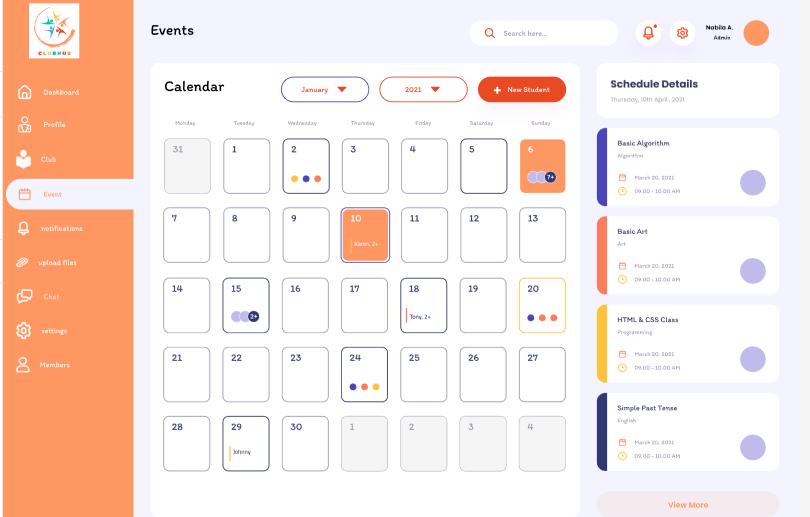 CLUBHUB
Dashboard
Profile
Club
Event
notifications
upload files
Chat
settings
Members
Events
Search here...
Nabila A.
Admin
Calendar
January
2021
+ New Student
Monday Tuesday Wednesday Thursday Friday Saturday Sunday
31 1 2 3 4 5 6
7+
7 8 9 10 11 12 13
Karen, 2+
14 15 16 17 18 19 20
2+ Tony, 2+
21 22 23 24 25 26 27
28 29 30 1 2 3 4
Johnny
Schedule Details
Thursday, 10th April , 2021
Basic Algorithm
Algorithm
March 20, 2021
09.00 - 10.00 AM
Basic Art
Art
March 20, 2021
09.00 - 10.00 AM
HTML & CSS Class
Programming
March 20, 2021
09.00 - 10.00 AM
Simple Past Tense
English
March 20, 2021
09.00 - 10.00 AM
View More